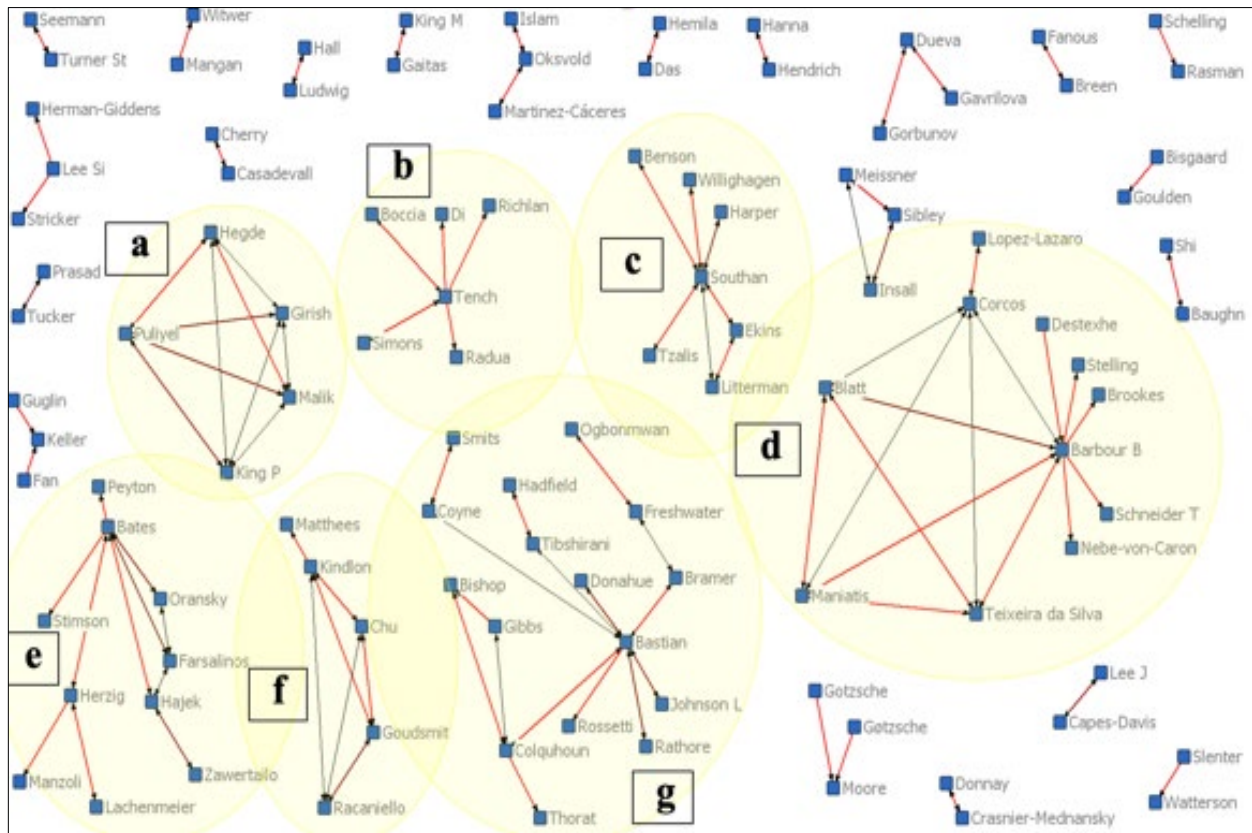 Seemann
Turner St
Witwer
Mangan
Hall
Ludwig
King M
Gaitas
Islam
Oksvold
Martinez-Cáceres
Hemila
Das
Hanna
Hendrich
Dueva
Gavrilova
Gorbunov
Fanous
Breen
Schelling
Rasman
Herman-Giddens
Lee Si
Stricker
Cherry
Casadevall
Bisgaard
Goulden
Meissner
Sibley
Insall
Shi
Baughn
Prasad
Tucker
a
Hegde
Girish
Puliyel
Malik
King P
b
Boccia
Di
Richlan
Tench
Simons
Radua
c
Benson
Willighagen
Harper
Southan
Ekins
Tzalis
Litterman
d
Lopez-Lazaro
Corcos
Destexhe
Stelling
Brookes
Blatt
Barbour B
Schneider T
Nebe-von-Caron
Maniatis
Teixeira da Silva
Guglin
Keller
Fan
e
Peyton
Bates
Oransky
Stimson
Farsalinos
Herzig
Hajek
Manzoli
Lachenmeier
Zawertailo
f
Matthees
Kindlon
Chu
Goudsmit
Racaniello
g
Smits
Ogbonmwan
Hadfield
Coyne
Freshwater
Tibshirani
Bishop
Donahue
Bramer
Gibbs
Bastian
Johnson L
Rossetti
Rathore
Colquhoun
Thorat
Gotzsche
Gøtzsche
Moore
Lee J
Capes-Davis
Donnay
Crasnier-Mednansky
Slenter
Watterson